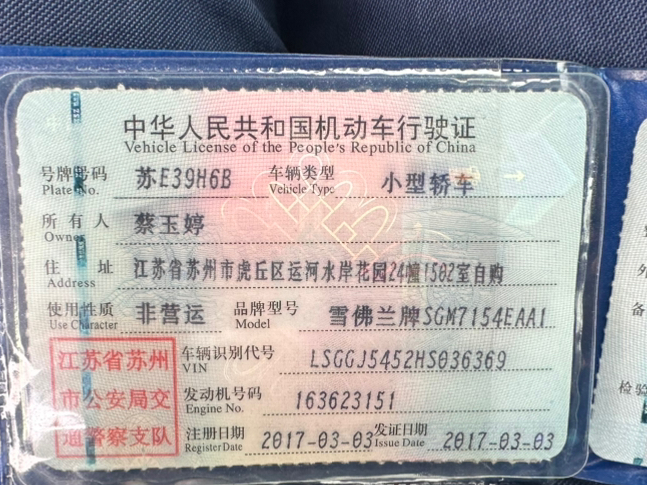 中华人民共和国机动车行驶证
Vehicle License of the People's Republic of China
号牌号码 苏E39H6B 车辆类型 小型轿车
Plate No. Vehicle Type
所有人 蔡玉婷
Owner
住址 江苏省苏州市虎丘区运河水岸花园24幢1502室自购
Address
使用性质 非营运 品牌型号 雪佛兰牌SGM7154EAA1
Use Character Model
江苏省苏州 车辆识别代号 LSGGJ5452HS036369
VIN
市公安局交 发动机号码 163623151
Engine No.
通警察支队 注册日期 2017-03-03 发证日期 2017-03-03
Register Date Issue Date
备
检验